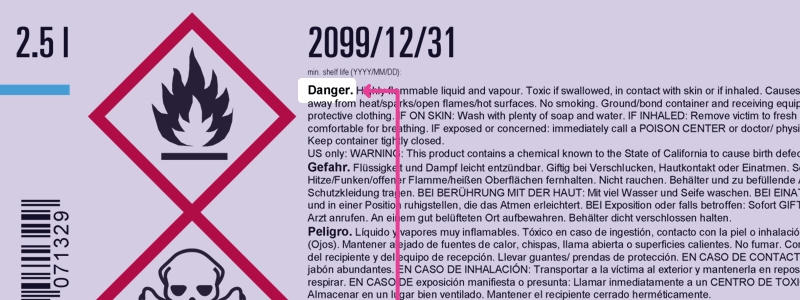 2.5 l
2099/12/31
min. shelf life (YYYY/MM/DD):
Danger. Highly flammable liquid and vapour. Toxic if swallowed, in contact with skin or if inhaled. Causes
away from heat/sparks/open flames/hot surfaces. No smoking. Ground/bond container and receiving equip
protective clothing. IF ON SKIN: Wash with plenty of soap and water. IF INHALED: Remove victim to fresh
comfortable for breathing. IF exposed or concerned: immediately call a POISON CENTER or doctor/ physi
Keep container tightly closed.
US only: WARNING: This product contains a chemical known to the State of California to cause birth defec
Gefahr. Flüssigkeit und Dampf leicht entzündbar. Giftig bei Verschlucken, Hautkontakt oder Einatmen. S
Hitze/Funken/offener Flamme/heißen Oberflächen fernhalten. Nicht rauchen. Behälter und zu befüllende
Schutzkleidung tragen. BEI BERÜHRUNG MIT DER HAUT: Mit viel Wasser und Seife waschen. BEI EINAT
und in einer Position ruhigstellen, die das Atmen erleichtert. BEI Exposition oder falls betroffen: Sofort GIFT
Arzt anrufen. An einem gut belüfteten Ort aufbewahren. Behälter dicht verschlossen halten.
Peligro. Líquido y vapores muy inflamables. Tóxico en caso de ingestión, contacto con la piel o inhalació
(Ojos). Mantener alejado de fuentes de calor, chispas, llama abierta o superficies calientes. No fumar. Con
del recipiente y del equipo de recepción. Llevar guantes/ prendas de protección. EN CASO DE CONTACT
jabón abundantes. EN CASO DE INHALACIÓN: Transportar a la víctima al exterior y mantenerla en repos
respirar. EN CASO DE exposición manifiesta o presunta: Llamar inmediatamente a un CENTRO DE TOX
Almacenar en un lugar bien ventilado. Mantener el recipiente cerrado herméticamente.
071329